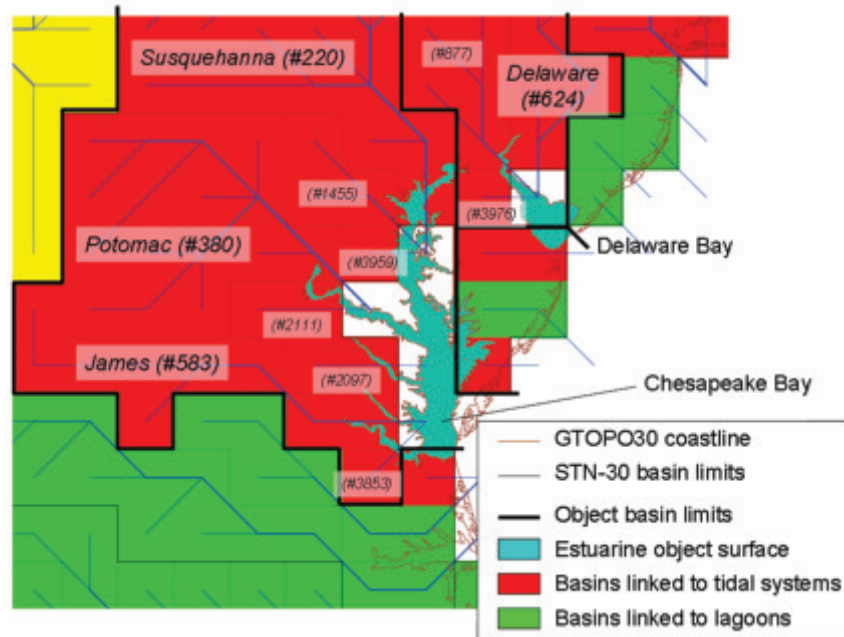 Susquehanna (#220)
(#877)
Delaware
(#624)
(#1455)
(#3976)
Potomac (#380)
(#3959)
Delaware Bay
(#2111)
James (#583)
(#2097)
Chesapeake Bay
(#3853)
GTOPO30 coastline
STN-30 basin limits
Object basin limits
Estuarine object surface
Basins linked to tidal systems
Basins linked to lagoons